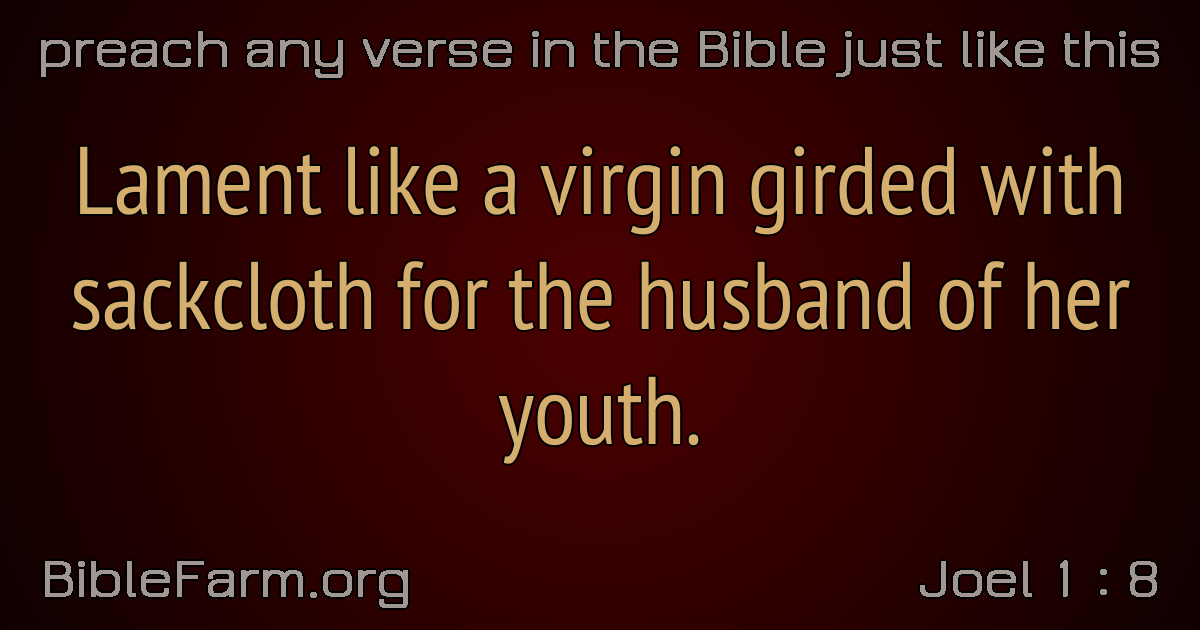 preach any verse in the Bible just like this
Lament like a virgin girded with
sackcloth for the husband of her
youth.
BibleFarm.org
Joel 1 : 8